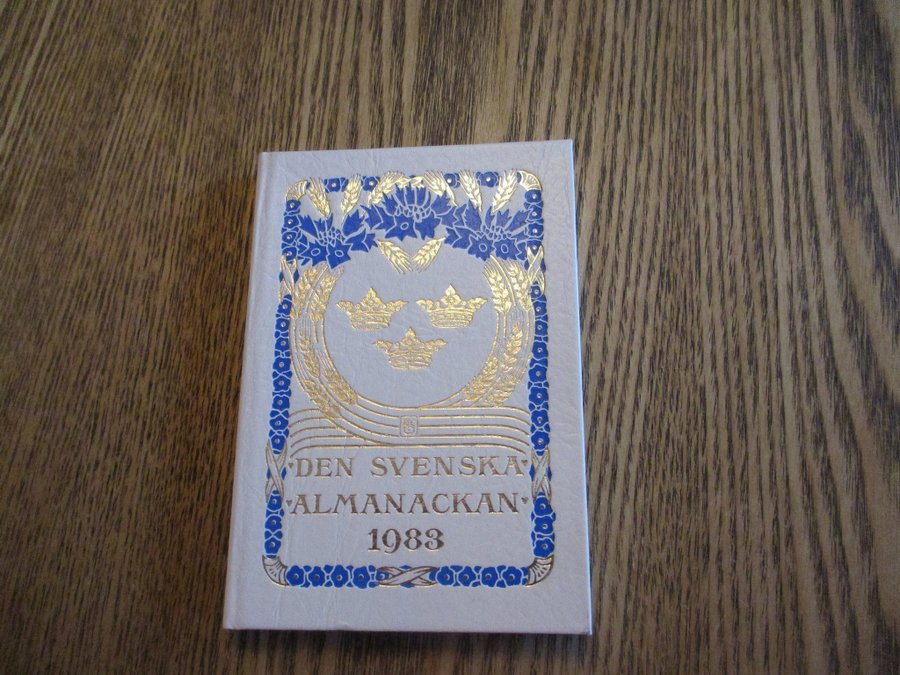 DEN SVENSKA
ALMANACKAN
1983